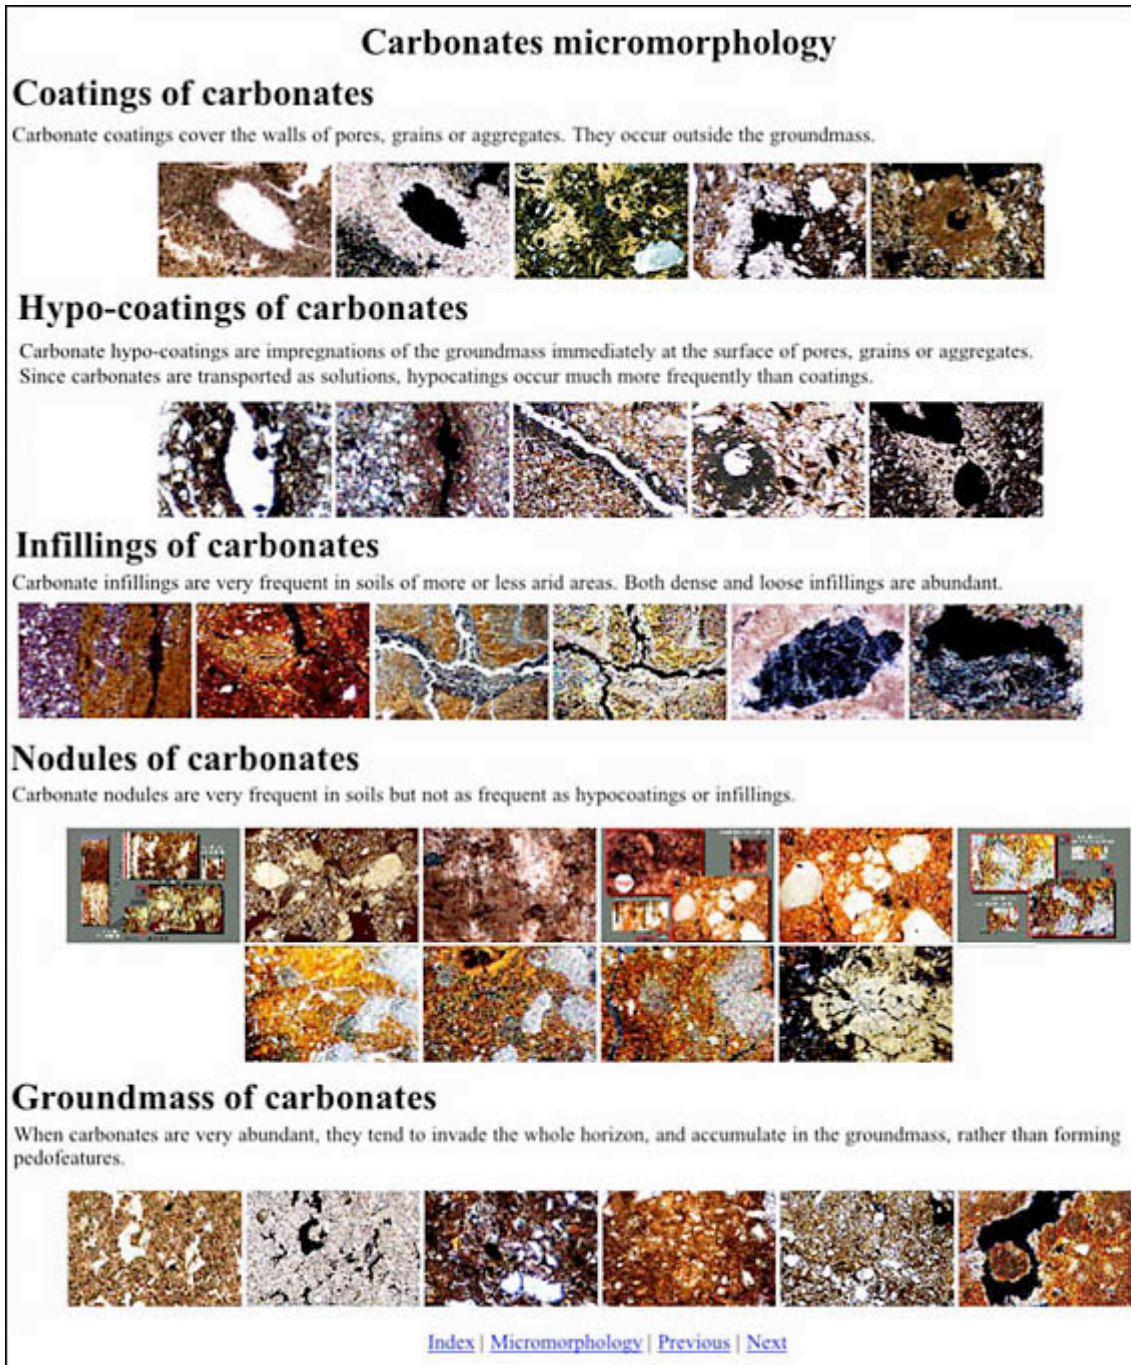 Carbonates micromorphology
Coatings of carbonates
Carbonate coatings cover the walls of pores, grains or aggregates. They occur outside the groundmass.
Hypo-coatings of carbonates
Carbonate hypo-coatings are impregnations of the groundmass immediately at the surface of pores, grains or aggregates.
Since carbonates are transported as solutions, hypocatings occur much more frequently than coatings.
Infillings of carbonates
Carbonate infillings are very frequent in soils of more or less arid areas. Both dense and loose infillings are abundant.
Nodules of carbonates
Carbonate nodules are very frequent in soils but not as frequent as hypocoatings or infillings.
Groundmass of carbonates
When carbonates are very abundant, they tend to invade the whole horizon, and accumulate in the groundmass, rather than forming
pedofeatures.
Index | Micromorphology | Previous | Next